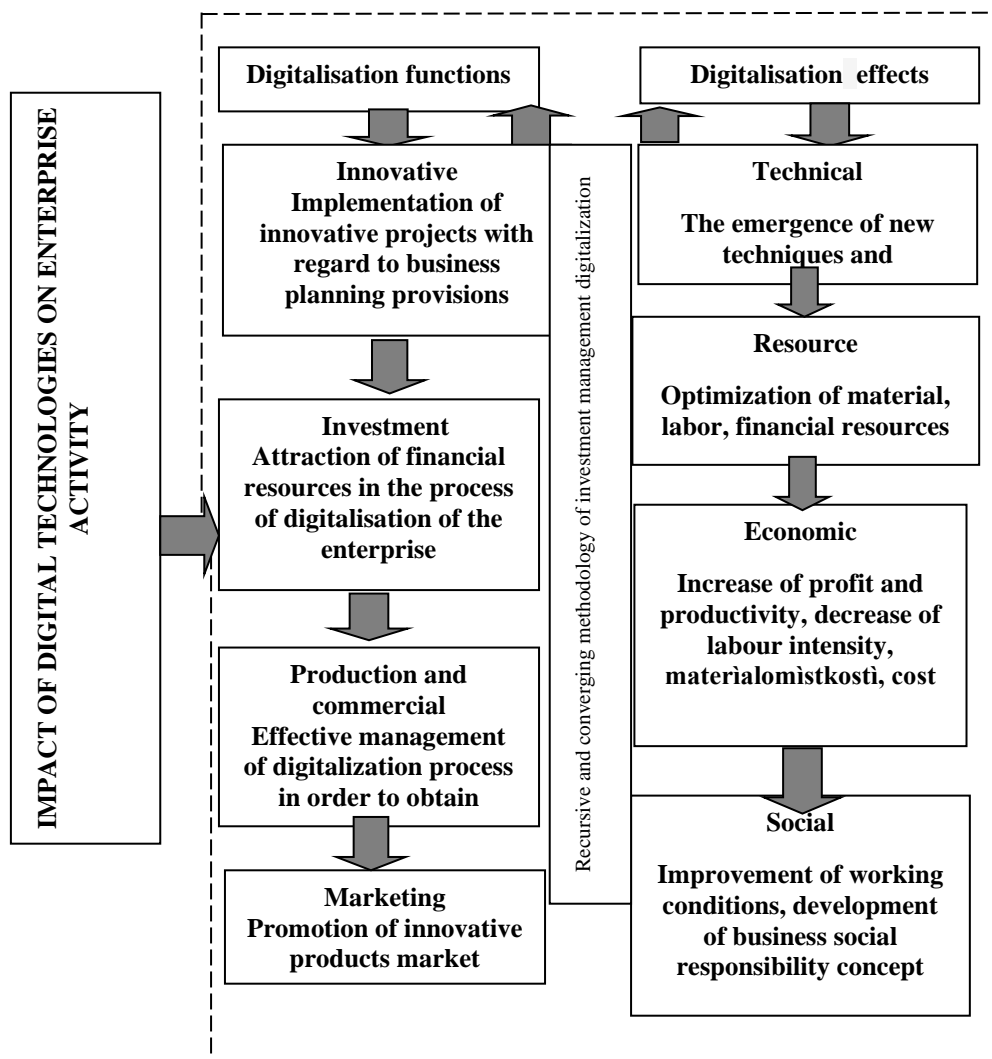 IMPACT OF DIGITAL TECHNOLOGIES ON ENTERPRISE
ACTIVITY
Digitalisation functions
Innovative
Implementation of
innovative projects with
regard to business
planning provisions
Investment
Attraction of financial
resources in the process
of digitalisation of the
enterprise
Production and
commercial
Effective management
of digitalization process
in order to obtain
Marketing
Promotion of innovative
products market
Recursive and converging methodology of investment management digitalization
Digitalisation effects
Technical
The emergence of new
techniques and
Resource
Optimization of material,
labor, financial resources
Economic
Increase of profit and
productivity, decrease of
labour intensity,
materìalomìstkostì, cost
Social
Improvement of working
conditions, development
of business social
responsibility concept